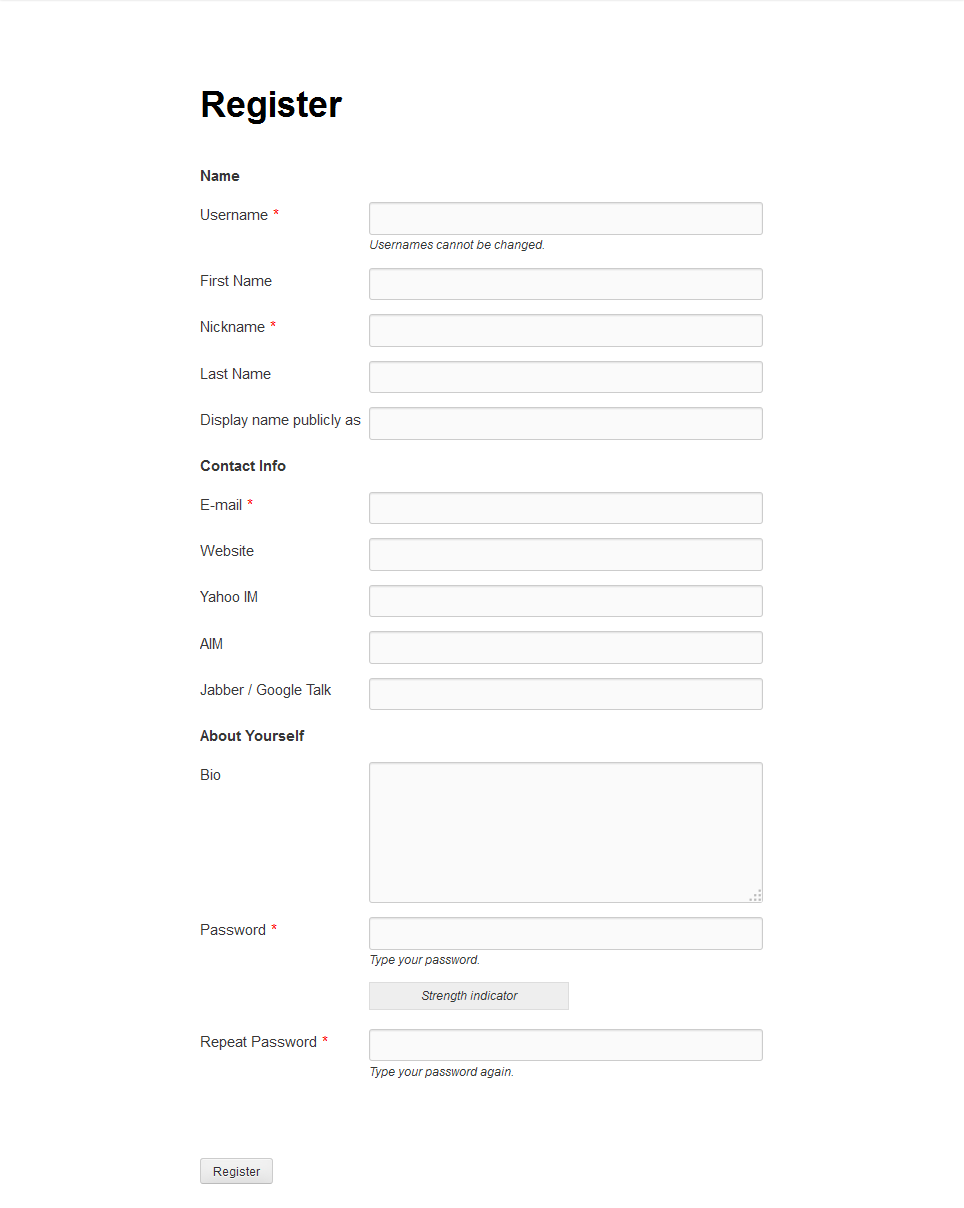 Register
Name
Username *
Usernames cannot be changed.
First Name
Nickname *
Last Name
Display name publicly as
Contact Info
E-mail *
Website
Yahoo IM
AIM
Jabber / Google Talk
About Yourself
Bio
Password *
Type your password.
Strength indicator
Repeat Password *
Type your password again.
Register